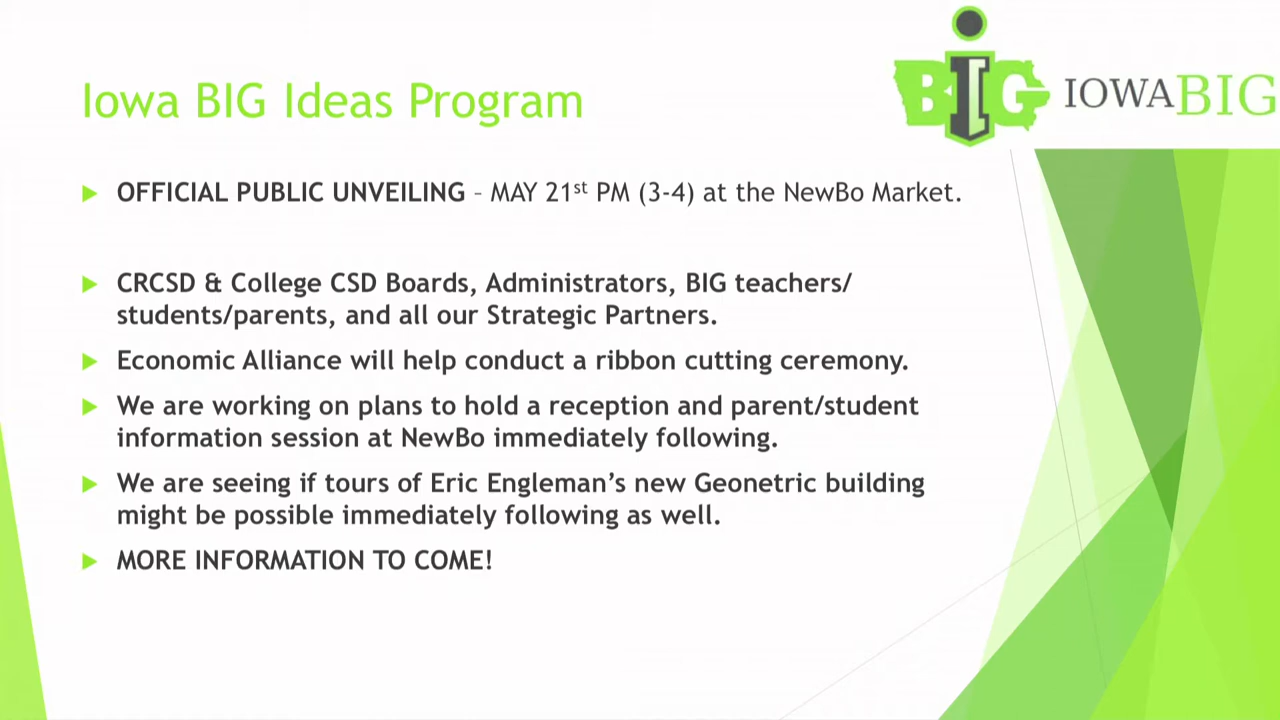 Iowa BIG Ideas Program
BIG
IOWA BIG
OFFICIAL PUBLIC UNVEILING – MAY 21st PM (3-4) at the NewBo Market.
CRCSD & College CSD Boards, Administrators, BIG teachers/
students/parents, and all our Strategic Partners.
Economic Alliance will help conduct a ribbon cutting ceremony.
We are working on plans to hold a reception and parent/student
information session at NewBo immediately following.
We are seeing if tours of Eric Engleman’s new Geonetric building
might be possible immediately following as well.
MORE INFORMATION TO COME!